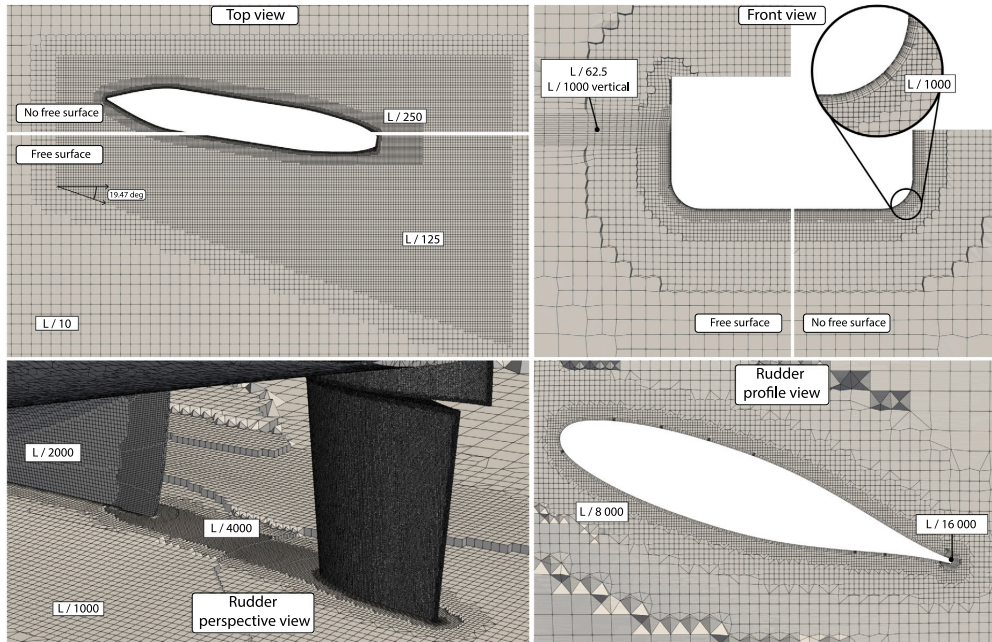 Top view
No free surface
L / 250
Free surface
19.47 deg
L / 125
L / 10
Front view
L / 62.5
L / 1000 vertical
L / 1000
Free surface
No free surface
L / 2000
L / 4000
L / 1000
Rudder
perspective view
Rudder
profile view
L / 8 000
L / 16 000